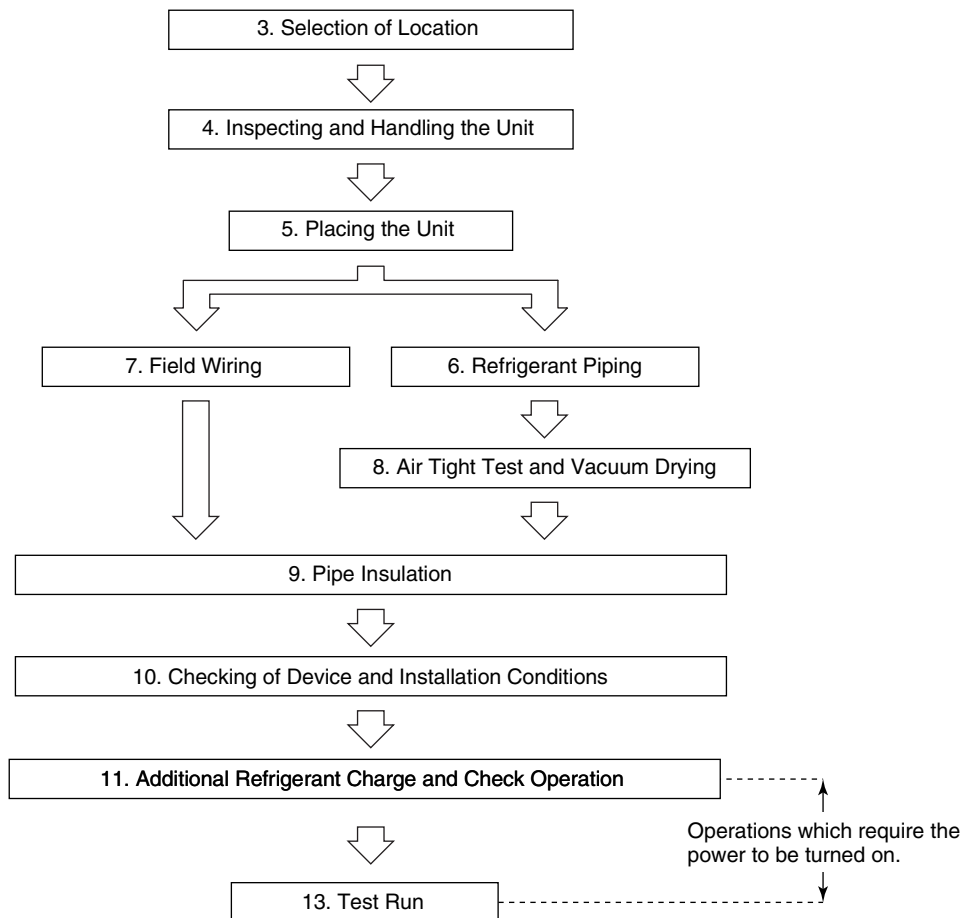 3. Selection of Location
4. Inspecting and Handling the Unit
5. Placing the Unit
7. Field Wiring
6. Refrigerant Piping
8. Air Tight Test and Vacuum Drying
9. Pipe Insulation
10. Checking of Device and Installation Conditions
11. Additional Refrigerant Charge and Check Operation
Operations which require the
power to be turned on.
13. Test Run